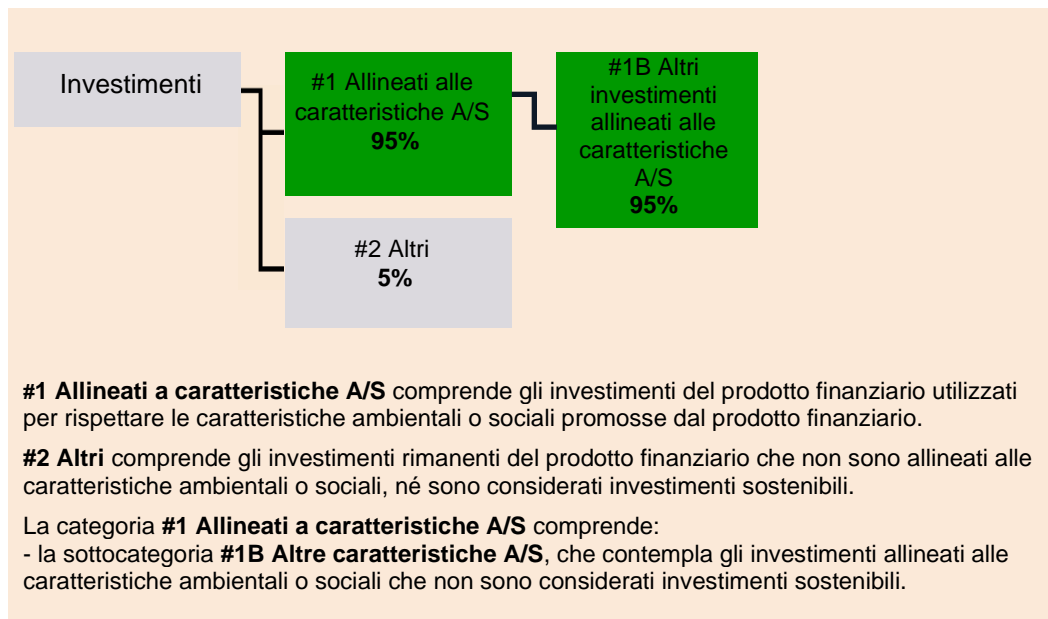 Investimenti
#1 Allineati alle
caratteristiche A/S
95%
#1B Altri
investimenti
allineati alle
caratteristiche
A/S
95%
#2 Altri
5%
#1 Allineati a caratteristiche A/S comprende gli investimenti del prodotto finanziario utilizzati
per rispettare le caratteristiche ambientali o sociali promosse dal prodotto finanziario.
#2 Altri comprende gli investimenti rimanenti del prodotto finanziario che non sono allineati alle
caratteristiche ambientali o sociali, né sono considerati investimenti sostenibili.
La categoria #1 Allineati a caratteristiche A/S comprende:
- la sottocategoria #1B Altre caratteristiche A/S, che contempla gli investimenti allineati alle
caratteristiche ambientali o sociali che non sono considerati investimenti sostenibili.